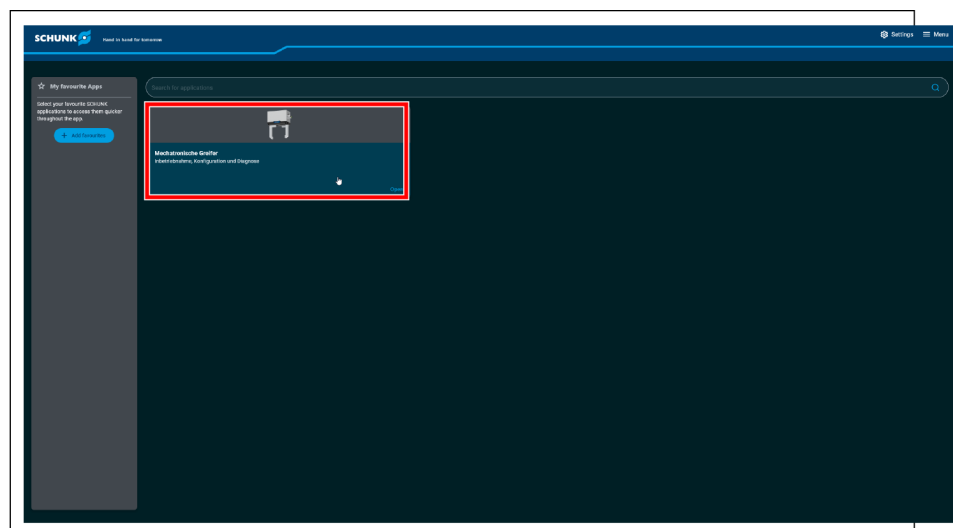 SCHUNK
Hand in hand for tomorrow
Settings
Menu
My favourite Apps
Select your favourite SCHUNK
applications to access them quicker
throughout the app.
+ Add favourites
Search for applications
Mechatronische Greifer
Inbetriebnahme, Konfiguration und Diagnose
Open